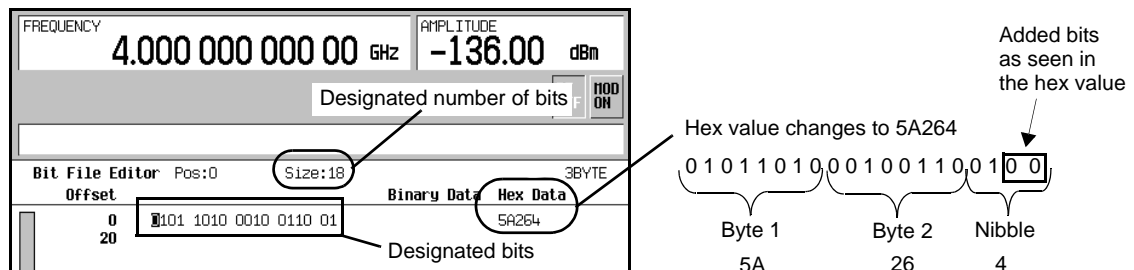 FREQUENCY
4.000 000 000 00 GHz
AMPLITUDE
-136.00 dBm
MOD
ON
F
Designated number of bits
Bit File Editor Pos:0 Size:18 3BYTE
Offset Binary Data Hex Data
0 0101 1010 0010 0110 01 5A264
20
Designated bits
Added bits
as seen in
the hex value
Hex value changes to 5A264
0 1 0 1 1 0 1 0 0 0 1 0 0 1 1 0 0 1 0 0
Byte 1 Byte 2 Nibble
5A 26 4